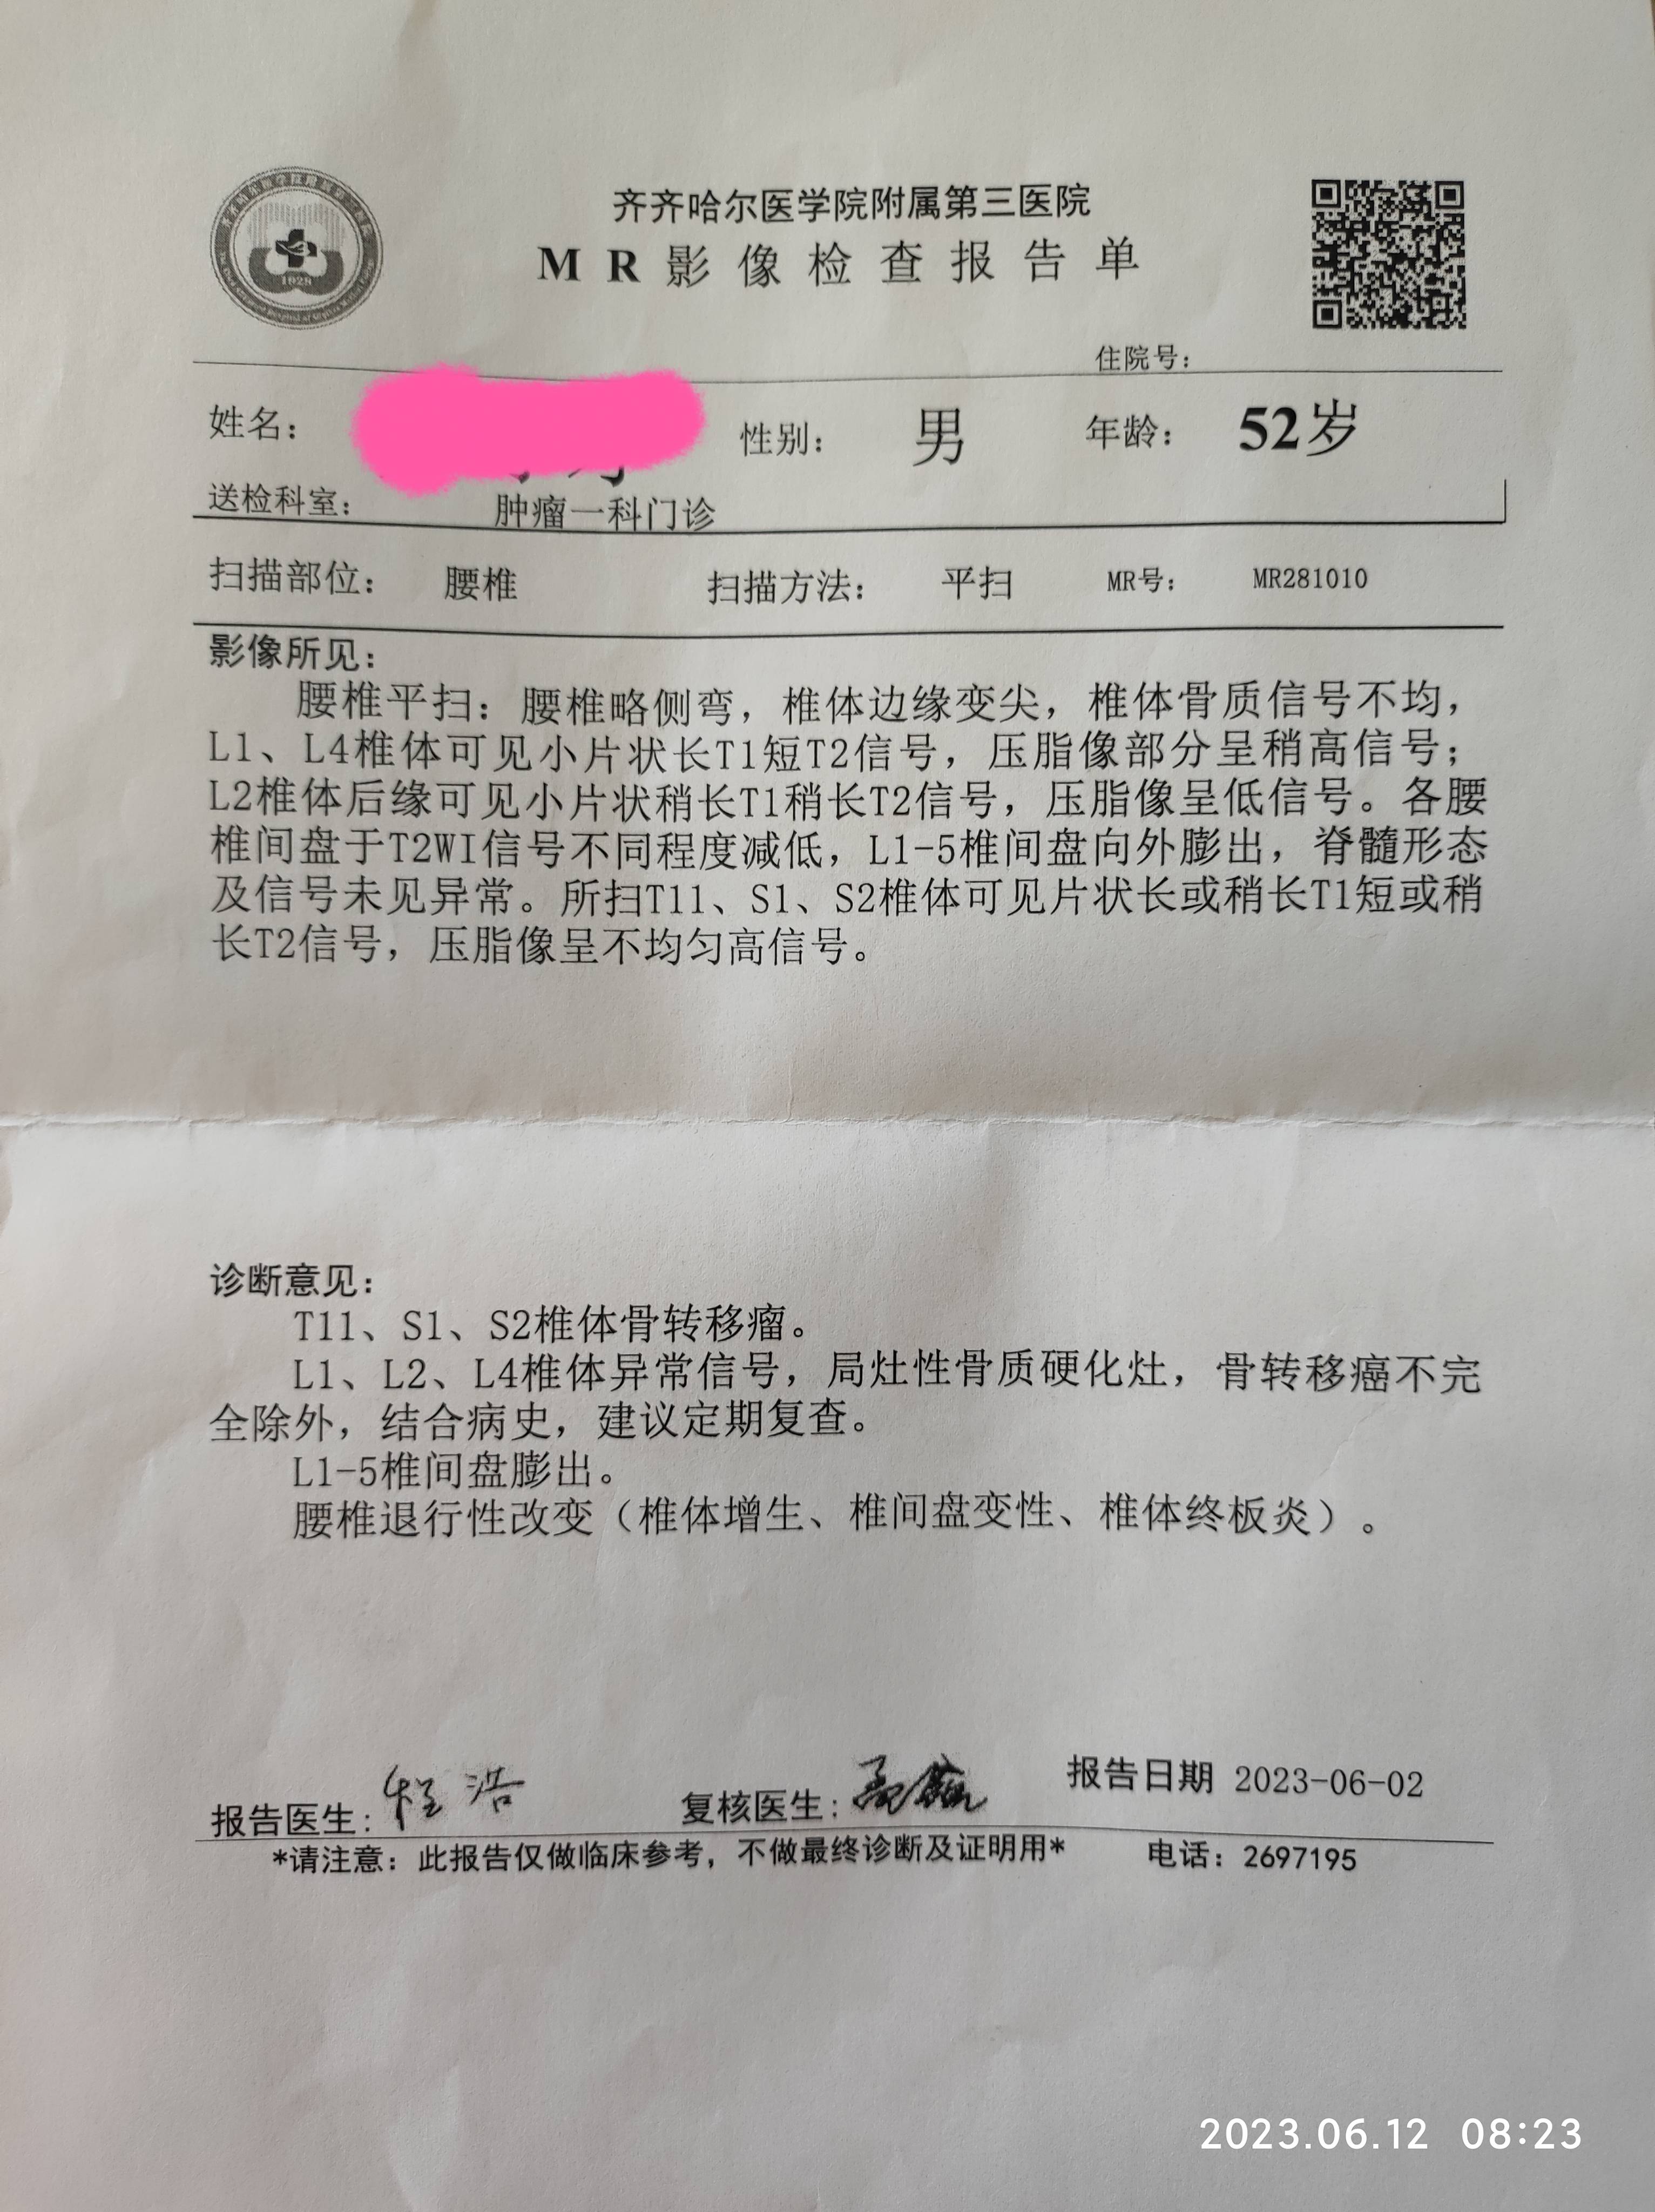 齐齐哈尔医学院附属第三医院
MR影像检查报告单
1928
住院号：
姓名： 性别： 男 年龄： 52岁
送检科室： 肿瘤一科门诊
扫描部位： 腰椎 扫描方法： 平扫 MR号： MR281010
影像所见：
腰椎平扫：腰椎略侧弯，椎体边缘变尖，椎体骨质信号不均，
L1、L4椎体可见小片状长T1短T2信号，压脂像部分呈稍高信号；
L2椎体后缘可见小片状稍长T1稍长T2信号，压脂像呈低信号。各腰
椎间盘于T2WI信号不同程度减低，L1-5椎间盘向外膨出，脊髓形态
及信号未见异常。所扫T11、S1、S2椎体可见片状长或稍长T1短或稍
长T2信号，压脂像呈不均匀高信号。
诊断意见：
T11、S1、S2椎体骨转移瘤。
L1、L2、L4椎体异常信号，局灶性骨质硬化灶，骨转移癌不完
全除外，结合病史，建议定期复查。
L1-5椎间盘膨出。
腰椎退行性改变（椎体增生、椎间盘变性、椎体终板炎）。
报告医生： 复核医生： 报告日期 2023-06-02
*请注意：此报告仅做临床参考，不做最终诊断及证明用* 电话：2697195
2023.06.12 08:23